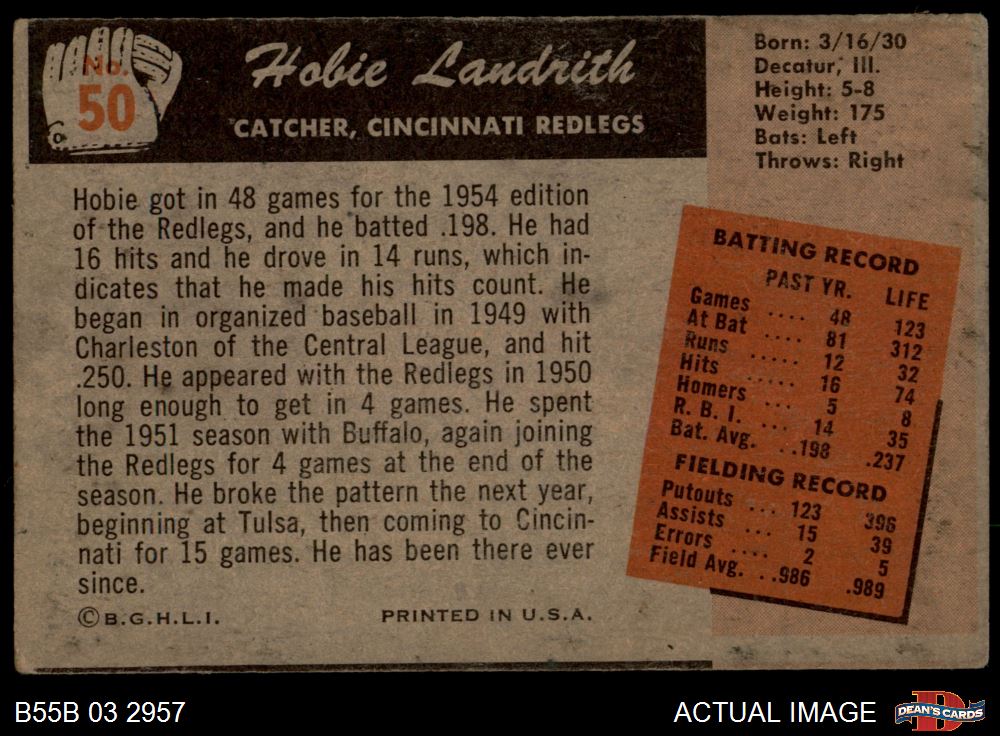 No.
50
Hobie Landrith
CATCHER, CINCINNATI REDLEGS
Born: 3/16/30
Decatur, Ill.
Height: 5-8
Weight: 175
Bats: Left
Throws: Right
Hobie got in 48 games for the 1954 edition
of the Redlegs, and he batted .198. He had
16 hits and he drove in 14 runs, which in-
dicates that he made his hits count. He
began in organized baseball in 1949 with
Charleston of the Central League, and hit
.250. He appeared with the Redlegs in 1950
long enough to get in 4 games. He spent
the 1951 season with Buffalo, again joining
the Redlegs for 4 games at the end of the
season. He broke the pattern the next year,
beginning at Tulsa, then coming to Cincin-
nati for 15 games. He has been there ever
since.
©B.G.H.L.I. PRINTED IN U.S.A.
BATTING RECORD
PAST YR. LIFE
Games .... 48 123
At Bat .... 81 312
Runs ..... 12 32
Hits ..... 16 74
Homers ... 5 8
R. B. I. ... 14 35
Bat. Avg. ..198 .237
FIELDING RECORD
Putouts ... 123 396
Assists ... 15 39
Errors .... 2 5
Field Avg. ..986 .989
B55B 03 2957
ACTUAL IMAGE
DEAN'S CARDS